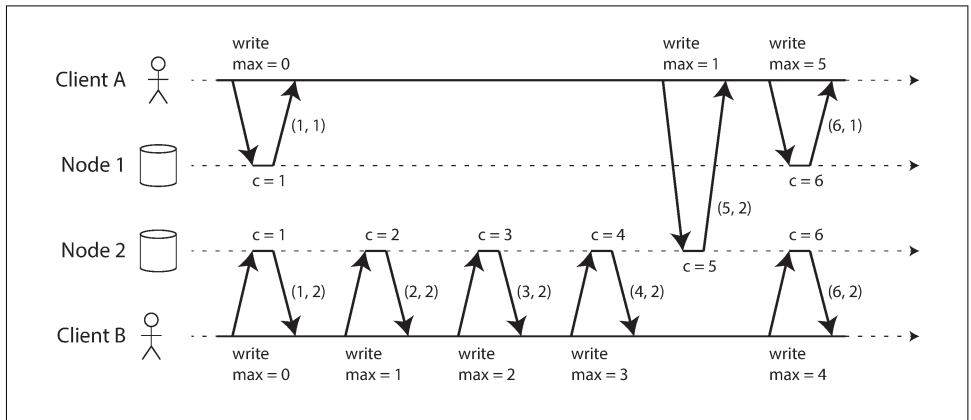 write write write
max = 0 max = 1 max = 5
Client A
(1, 1) (6, 1)
Node 1
c = 1 c = 6
(5, 2)
Node 2 c = 1 c = 2 c = 3 c = 4 c = 6
c = 5
(1, 2) (2, 2) (3, 2) (4, 2) (6, 2)
Client B
write write write write write
max = 0 max = 1 max = 2 max = 3 max = 4